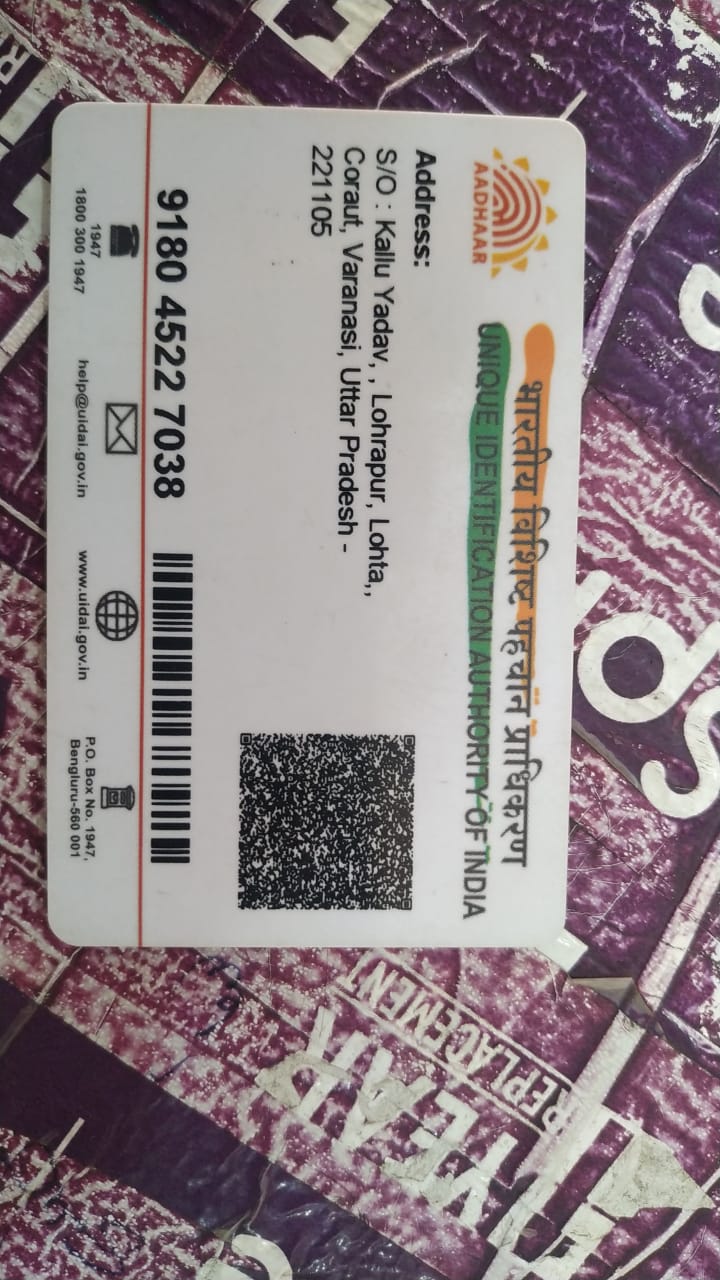 भारतीय विशिष्ट पहचान प्राधिकरण
UNIQUE IDENTIFICATION AUTHORITY OF INDIA
AADHAAR
Address:
S/O : Kallu Yadav, , Lohrapur, Lohta,,
Coraut, Varanasi, Uttar Pradesh -
221105
9180 4522 7038
1947
1800 300 1947
help@uidai.gov.in
www.uidai.gov.in
P.O. Box No. 1947,
Bengluru-560 001
YEAR
REPLACEMENT